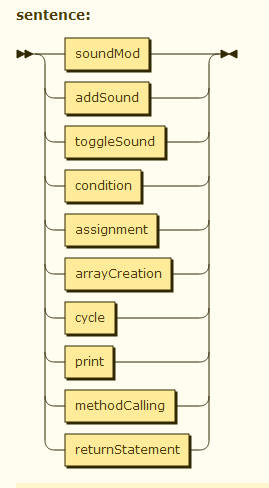 sentence:
soundMod
addSound
toggleSound
condition
assignment
arrayCreation
cycle
print
methodCalling
returnStatement